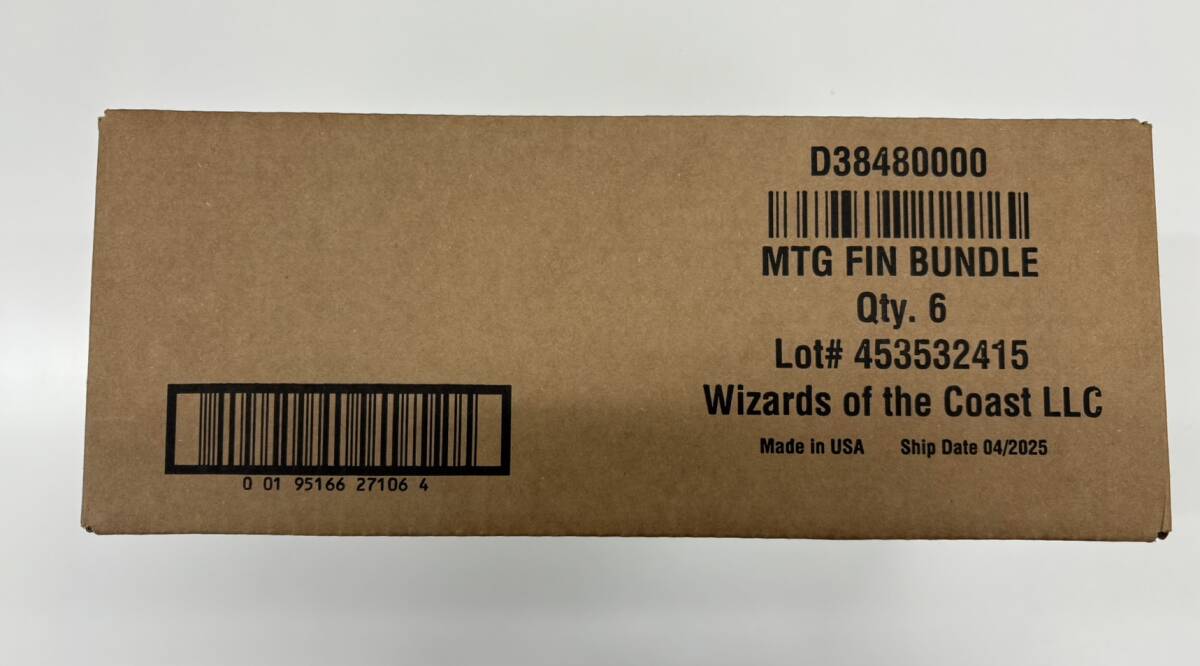 D38480000
MTG FIN BUNDLE
Qty. 6
Lot# 453532415
Wizards of the Coast LLC
Made in USA Ship Date 04/2025
0 01 95166 27106 4